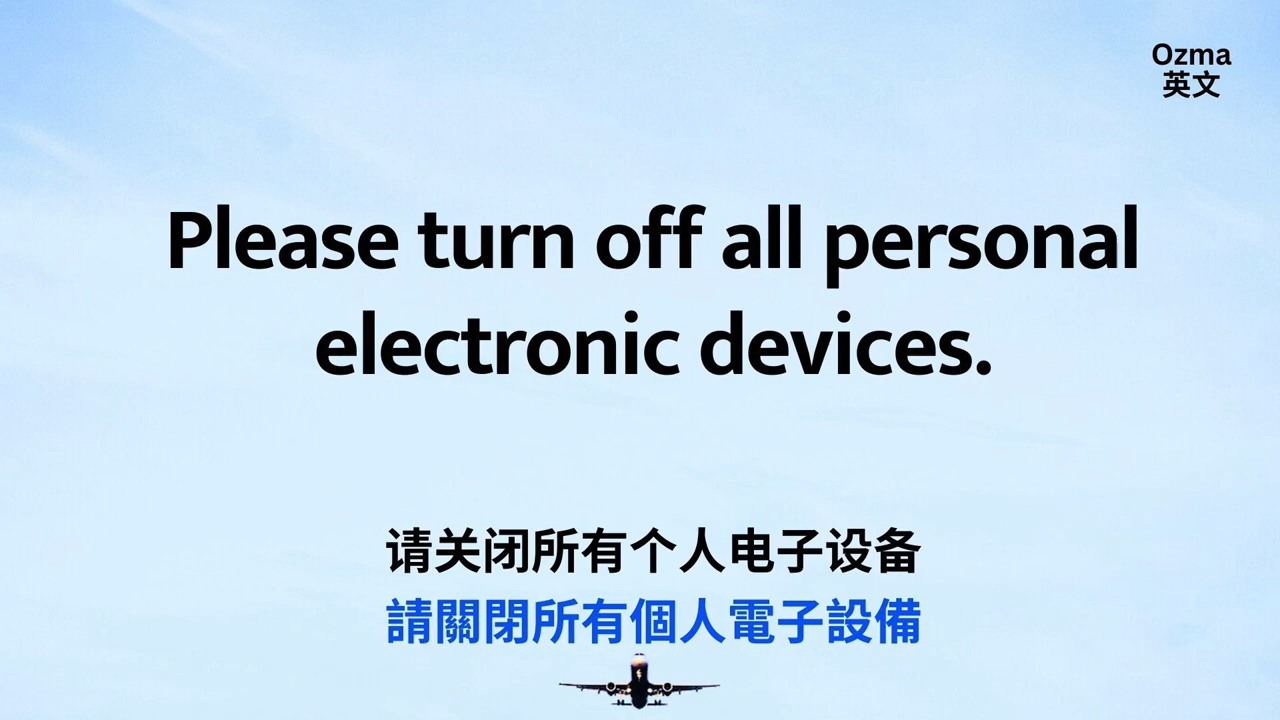 Ozma
英文
Please turn off all personal
electronic devices.
请关闭所有个人电子设备
請關閉所有個人電子設備